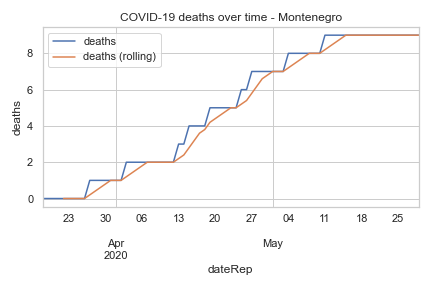 COVID-19 deaths over time - Montenegro
deaths
deaths (rolling)
deaths
8
6
4
2
0
23 30 06 13 20 27 04 11 18 25
Apr May
2020
dateRep